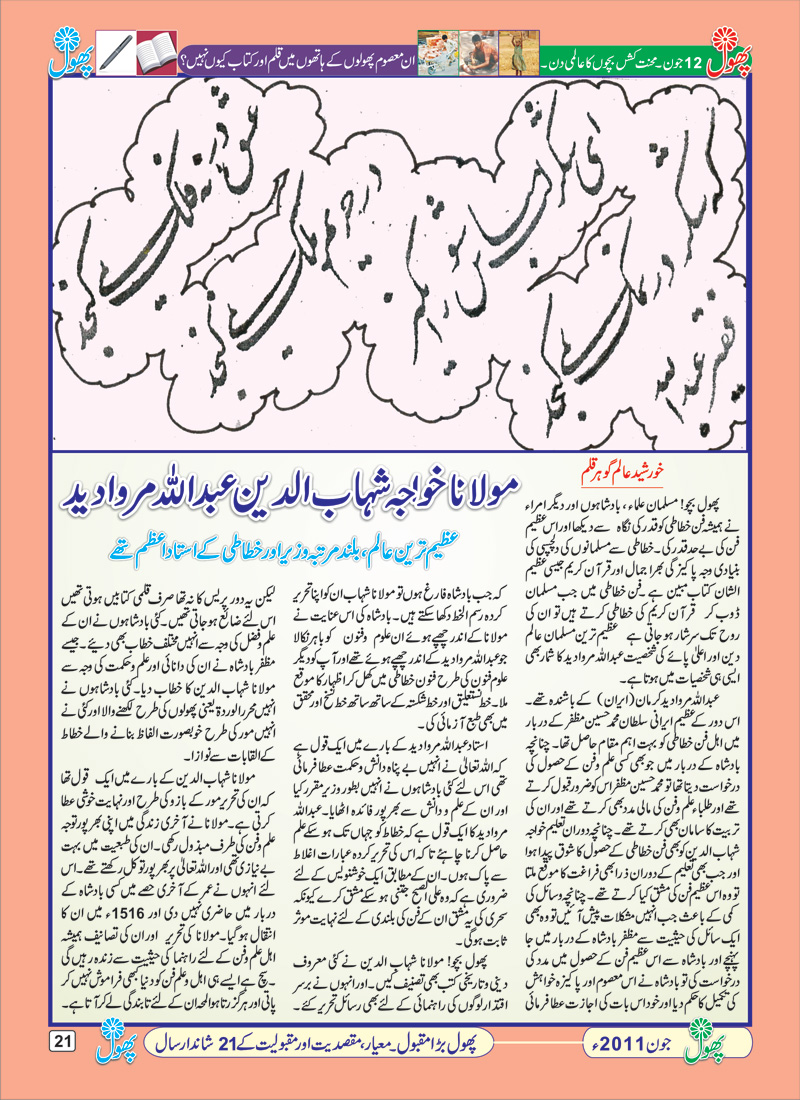 پھول
12 جون۔ محنت کش بچوں کا عالمی دن۔
ان معصوم پھولوں کے ہاتھوں میں قلم اور کتاب کیوں نہیں؟
پھول
خورشید عالم گوہر قلم
مولانا خواجہ شہاب الدین عبداللہ مروادید
عظیم ترین عالم، بلند مرتبہ وزیر اور خطاطی کے استاد اعظم تھے
پھول بچو! مسلمان علماء، بادشاہوں اور دیگر امراء
نے ہمیشہ فن خطاطی کو قدر کی نگاہ سے دیکھا اور اس عظیم
فن کی بے حد قدر کی۔ خطاطی سے مسلمانوں کی دلچسپی کی
بنیادی وجہ پاکیزگی بھرا جمال اور قرآن کریم جیسی عظیم
الشان کتاب مبین ہے۔ فن خطاطی میں جب مسلمان
ڈوب کر قرآن کریم کی خطاطی کرتے ہیں تو ان کی
روح تک سرشار ہو جاتی ہے عظیم ترین مسلمان عالم
دین اور اعلیٰ پائے کی شخصیت عبداللہ مروادید کا شمار بھی
ایسی ہی شخصیات میں ہوتا ہے۔
عبداللہ مروادید کرمان (ایران) کے باشندہ تھے۔
اس دور کے عظیم ایرانی سلطان محمد حسین مظفر کے دربار
میں اہل فن خطاطی کو بہت اہم مقام حاصل تھا۔ چنانچہ
بادشاہ کے دربار میں جو بھی کسی علم و فن کے حصول کی
درخواست دیتا تھا تو محمد حسین مظفر اس کو ضرور قبول کرتے
تھے اور طلباء علم و فن کی مالی مدد بھی کرتے تھے اور ان کی
تربیت کا سامان بھی کرتے تھے۔ چنانچہ دوران تعلیم خواجہ
شہاب الدین کو بھی فن خطاطی کے حصول کا شوق پیدا ہوا
اور جب بھی تعلیم کے دوران ذرا بھی فراغت کا موقع ملتا
تو وہ اس عظیم فن کی مشق کیا کرتے تھے۔ چنانچہ وسائل کی
کمی کے باعث جب انہیں مشکلات پیش آئیں تو وہ بھی
ایک سائل کی حیثیت سے مظفر بادشاہ کے دربار میں جا
پہنچے اور بادشاہ سے اس عظیم فن کے حصول میں مدد کی
درخواست کی تو بادشاہ نے اس معصوم اور پاکیزہ خواہش
کی تکمیل کا حکم دیا اور خود اس بات کی اجازت عطا فرمائی
کہ جب بادشاہ فارغ ہوں تو مولانا شہاب ان کو اپنا تحریر
کردہ رسم الخط دکھا سکتے ہیں۔ بادشاہ کی اس عنایت نے
مولانا کے اندر چھپے ہوئے ان علوم و فنون کو باہر نکالا
جو عبداللہ مروادید کے اندر چھپے ہوئے تھے اور آپ کو دیگر
علوم فنون کی طرح فنون خطاطی میں کھل کر اظہار کا موقع
ملا۔ خط نستعلیق اور خط شکستہ کے ساتھ ساتھ خط نسخ اور محقق
میں بھی طبع آزمائی کی۔
استاد عبداللہ مروادید کے بارے میں ایک قول ہے
کہ اللہ تعالیٰ نے انہیں بے پناہ دانش و حکمت عطا فرمائی
تھی اس لئے کئی بادشاہوں نے انہیں بطور وزیر مقرر کیا
اور ان کے علم و دانش سے بھرپور فائدہ اٹھایا۔ عبداللہ
مروادید کا ایک قول ہے کہ خطاط کو جہاں تک ہو سکے علم
حاصل کرنا چاہئے تاکہ اس کی تحریر کردہ عبارات اغلاط
سے پاک ہوں۔ ان کے مطابق ایک خوشنویس کے لئے
ضروری ہے کہ وہ علی الصبح جتنی ہو سکے مشق کرے کیونکہ
سحری کی یہ مشق ان کے فن کی بلندی کے لئے نہایت موثر
ثابت ہو گی۔
پھول بچو! مولانا شہاب الدین نے کئی معروف
دینی و تاریخی کتب بھی تصنیف کیں۔ اور انہوں نے برسر
اقتدار لوگوں کی راہنمائی کے لئے بھی رسائل تحریر کئے۔
لیکن یہ دور پریس کا نہ تھا صرف قلمی کتابیں ہوتی تھیں
اس لئے ضائع ہو جاتی تھیں۔ کئی بادشاہوں نے ان کے
علم و فضل کی وجہ سے انہیں مختلف خطاب بھی دیئے۔ جیسے
مظفر بادشاہ نے ان کی دانائی اور علم و حکمت کی وجہ سے
مولانا شہاب الدین کا خطاب دیا۔ کئی بادشاہوں نے
انہیں محرر الوردۃ یعنی پھولوں کی طرح لکھنے والا اور کئی نے
انہیں مور کی طرح خوبصورت الفاظ بنانے والے خطاط
کے القابات سے نوازا۔
مولانا شہاب الدین کے بارے میں ایک قول تھا
کہ ان کی تحریر مور کے بازو کی طرح اور نہایت خوشی عطا
کرتی ہے۔ مولانا نے آخری زندگی میں اپنی بھرپور توجہ
علم و فن کی طرف مبذول رکھی۔ ان کی طبعیت میں بہت
بے نیازی تھی اور اللہ تعالیٰ پر بھرپور توکل رکھتے تھے۔ اس
لئے انہوں نے عمر کے آخری حصے میں کسی بادشاہ کے
دربار میں حاضری نہیں دی اور 1516ء میں ان کا
انتقال ہو گیا۔ مولانا کی تحریر اور ان کی تصانیف ہمیشہ
اہل علم و فن کے لئے راہنما کی حیثیت سے زندہ رہیں گی
۔ سچ ہے ایسے ہی اہل و علم فن کو دنیا کبھی فراموش نہیں کر
پاتی اور ہر گزرتا ہوا لمحہ ان کے لئے تابندگی لے کر آتا ہے۔
پھول
جون 2011ء
پھول بڑا مقبول۔ معیار، مقصدیت اور مقبولیت کے 21 شاندار سال
پھول
21